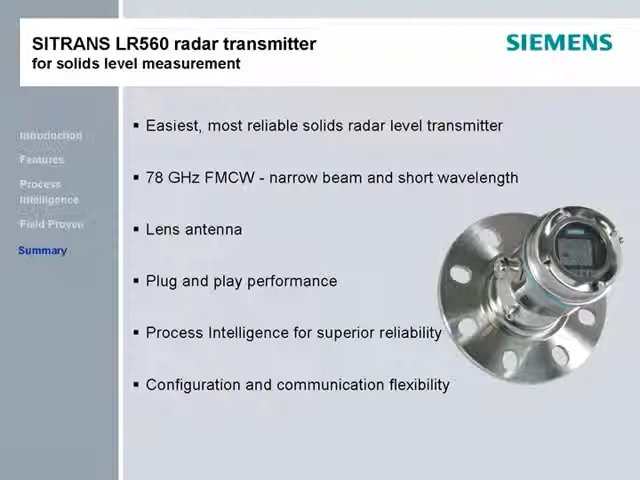 SITRANS LR560 radar transmitter
for solids level measurement
SIEMENS
Introduction
Features
Process
Intelligence
Field Proven
Summary
▪ Easiest, most reliable solids radar level transmitter
▪ 78 GHz FMCW - narrow beam and short wavelength
▪ Lens antenna
▪ Plug and play performance
▪ Process Intelligence for superior reliability
▪ Configuration and communication flexibility